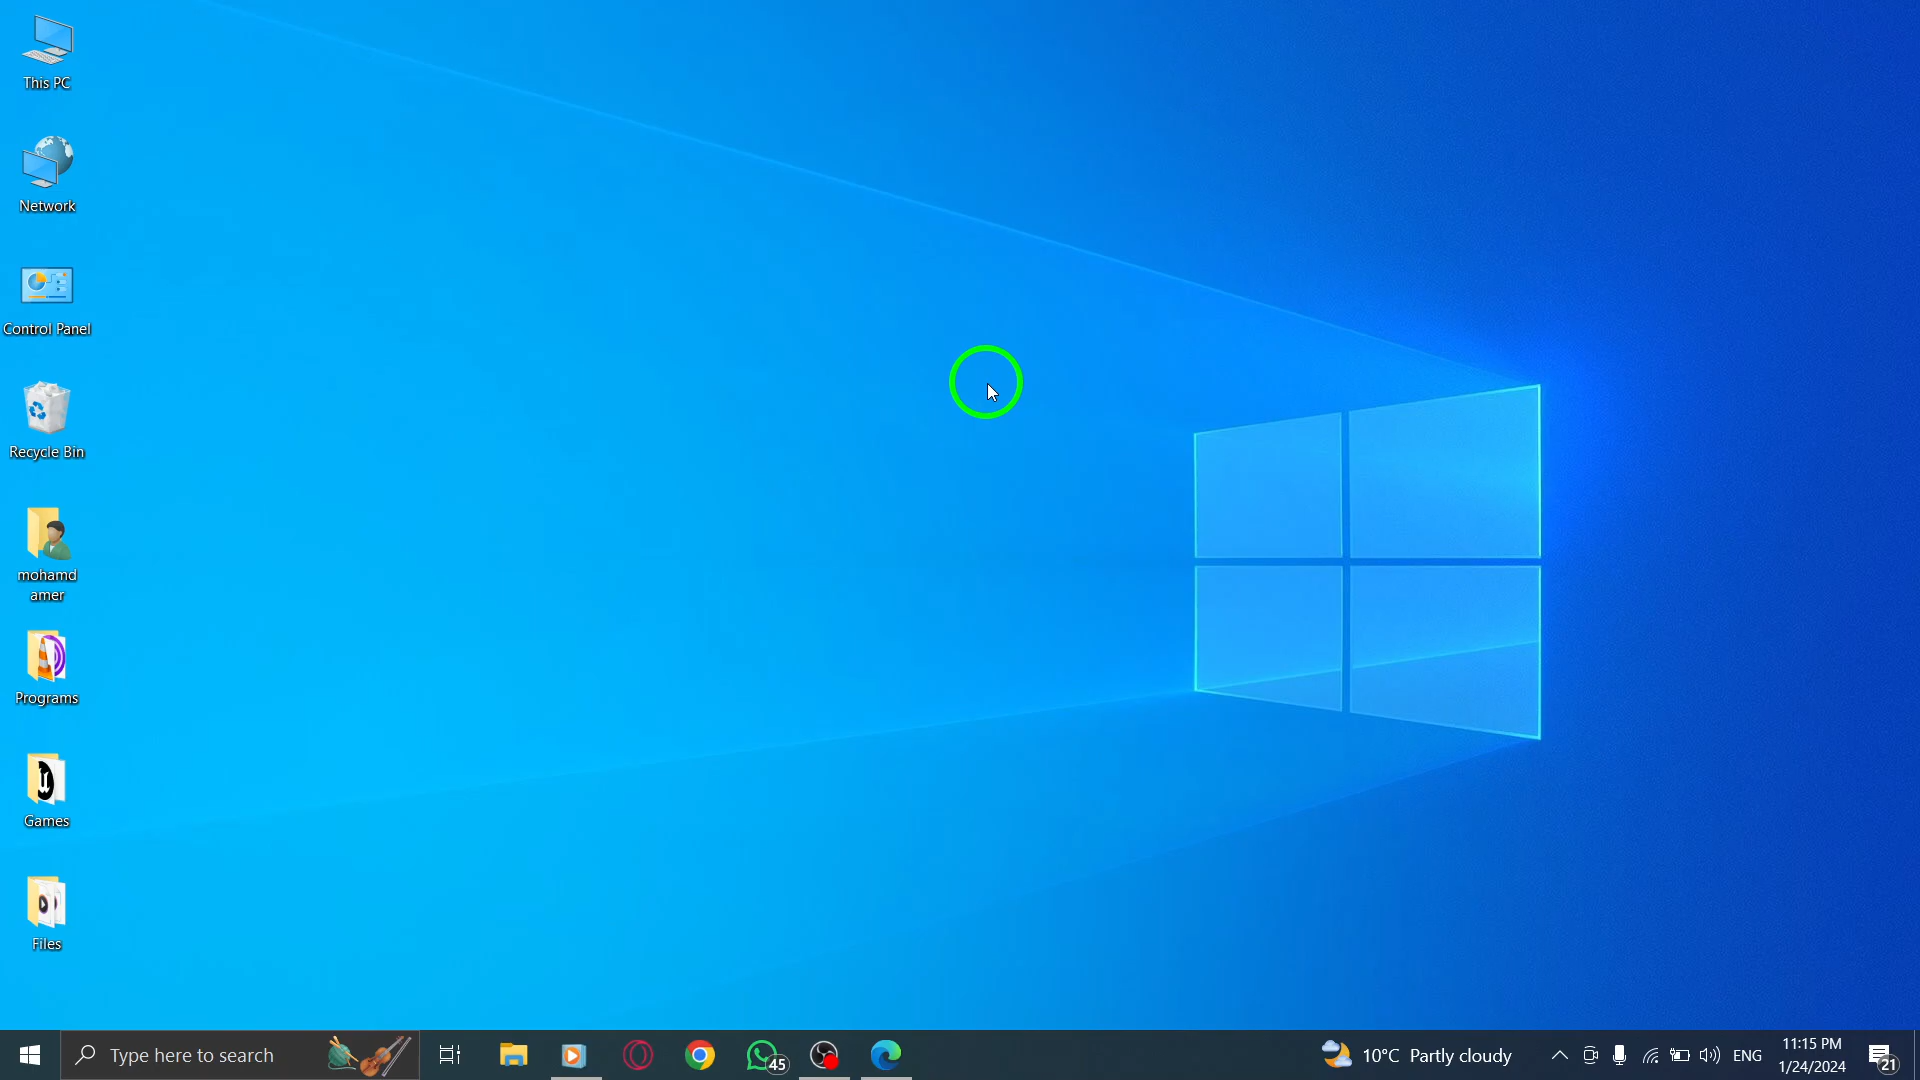 This PC
Network
Control Panel
Recycle Bin
mohamd
amer
Programs
Games
Files
Type here to search
45
10°C Partly cloudy
ENG
11:15 PM
1/24/2024
21